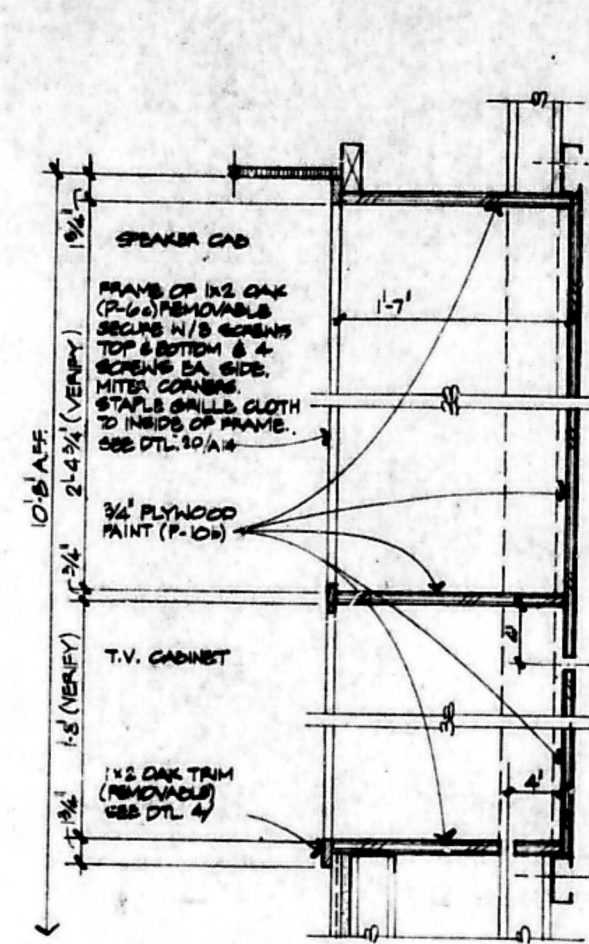 SPEAKER CAB
FRAME OF 1X2 OAK
(P-6c) REMOVABLE
SECURE W/3 SCREWS
TOP & BOTTOM & 4
SCREWS EA. SIDE.
MITER CORNERS.
STAPLE GRILLE CLOTH
TO INSIDE OF FRAME.
SEE DTL. 20/A14
1'-7"
10'8" AFF.
1 3/4"
2'-4 3/4" (VERIFY)
3/4"
3/4" PLYWOOD
PAINT (P-10b)
T.V. CABINET
1'-8" (VERIFY)
1X2 OAK TRIM
(REMOVABLE)
SEE DTL 4/
1 3/4"
4"